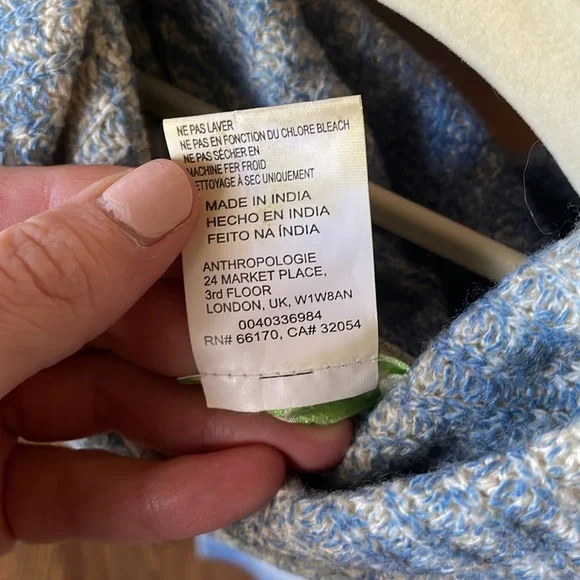 NE PAS LAVER
NE PAS EN FONCTION DU CHLORE BLEACH
NE PAS SÉCHER EN
MACHINE FER FROID
ETTOYAGE À SEC UNIQUEMENT
MADE IN INDIA
HECHO EN INDIA
FEITO NA ÍNDIA
ANTHROPOLOGIE
24 MARKET PLACE,
3rd FLOOR
LONDON, UK, W1W8AN
0040336984
RN# 66170, CA# 32054